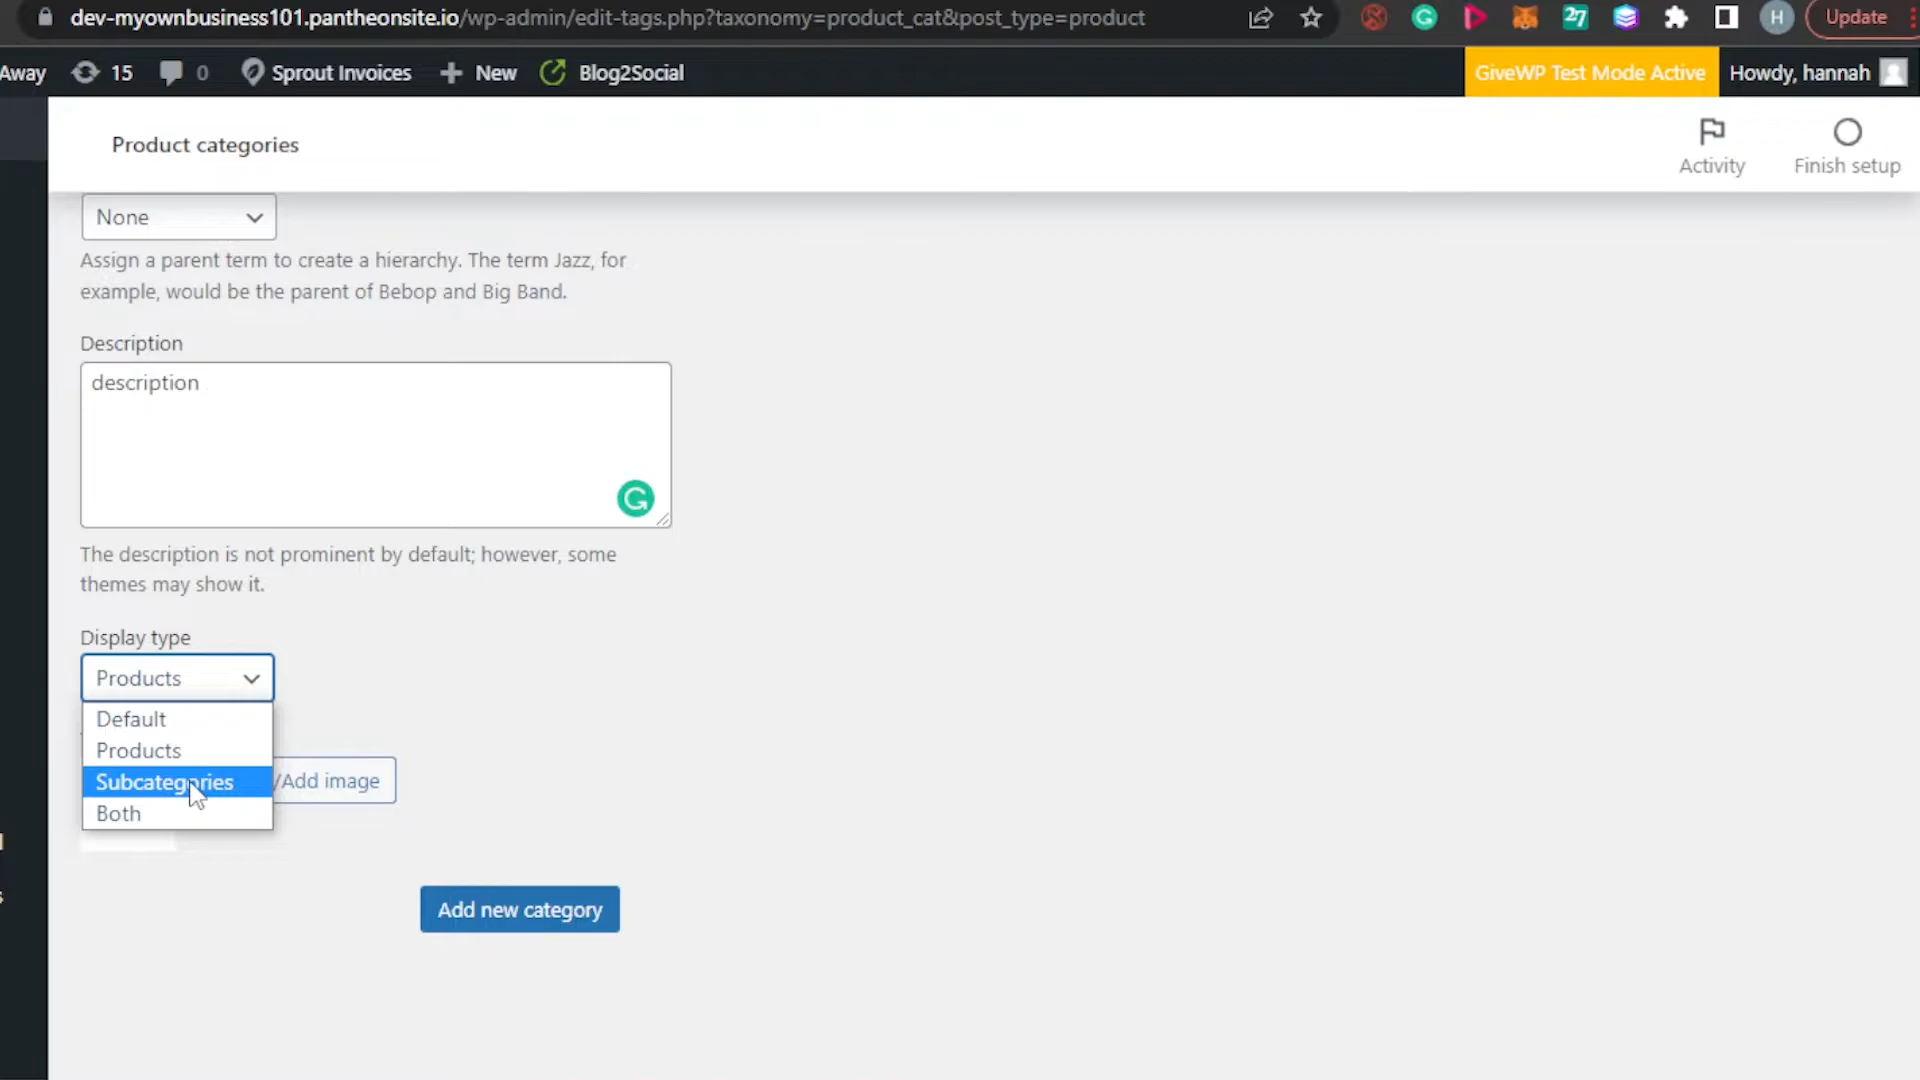 dev-myownbusiness101.pantheonsite.io/wp-admin/edit-tags.php?taxonomy=product_cat&post_type=product
27
H
Update
Away
15
0
Sprout Invoices
New
Blog2Social
GiveWP Test Mode Active
Howdy, hannah
Product categories
Activity
Finish setup
None
Assign a parent term to create a hierarchy. The term Jazz, for
example, would be the parent of Bebop and Big Band.
Description
description
The description is not prominent by default; however, some
themes may show it.
Display type
Products
Default
Products
Subcategories
/Add image
Both
Add new category